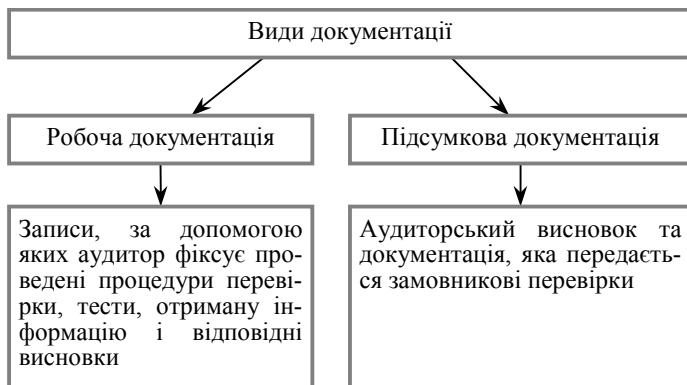 Види документації
Робоча документація
Підсумкова документація
Записи, за допомогою
яких аудитор фіксує про-
ведені процедури перевір-
ки, тести, отриману ін-
формацію і відповідні
висновки
Аудиторський висновок та
документація, яка передаєть-
ся замовникові перевірки